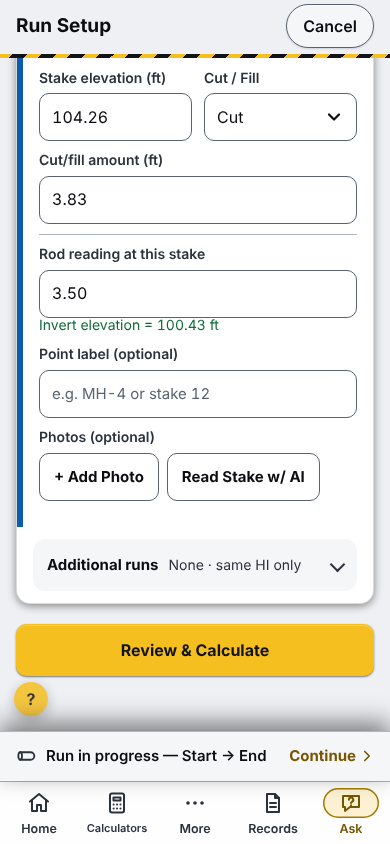 Run Setup
Cancel
Stake elevation (ft) Cut / Fill
104.26 Cut
Cut/fill amount (ft)
3.83
Rod reading at this stake
3.50
Invert elevation = 100.43 ft
Point label (optional)
e.g. MH-4 or stake 12
Photos (optional)
+ Add Photo Read Stake w/ AI
Additional runs None · same HI only
Review & Calculate
?
Run in progress — Start → End Continue
Home Calculators More Records Ask